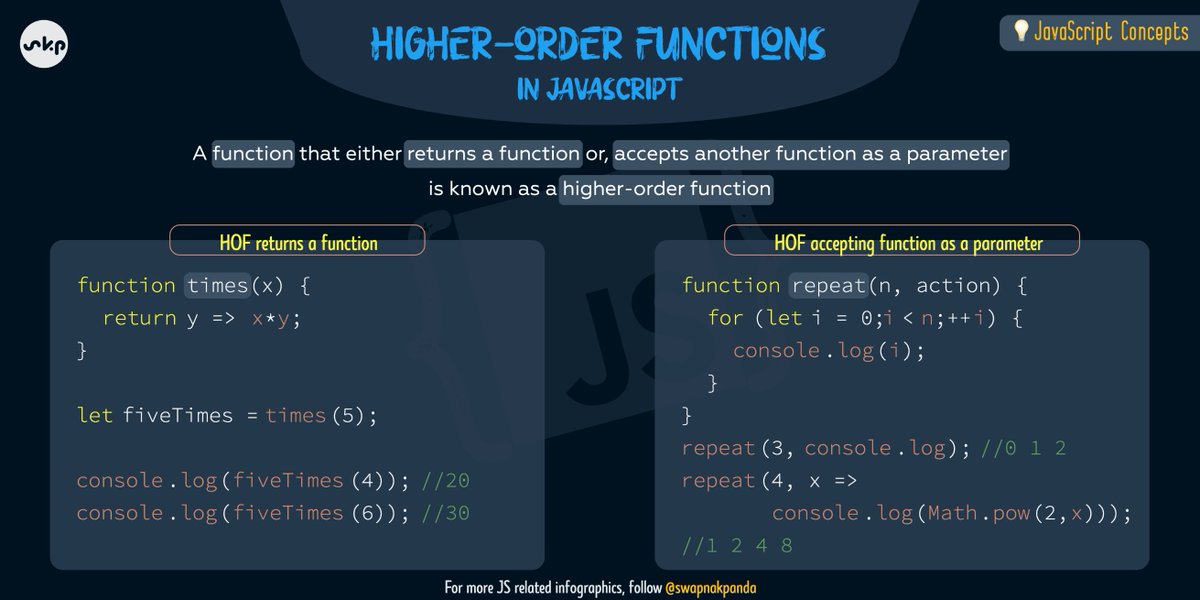 skp
HIGHER-ORDER FUNCTIONS
IN JAVASCRIPT
JavaScript Concepts
A function that either returns a function or, accepts another function as a parameter
is known as a higher-order function
HOF returns a function
function times(x) {
return y => x*y;
}
let fiveTimes = times(5);
console.log(fiveTimes(4)); //20
console.log(fiveTimes(6)); //30
HOF accepting function as a parameter
function repeat(n, action) {
for (let i = 0;i < n;++i) {
console.log(i);
}
}
repeat(3, console.log); //0 1 2
repeat(4, x =>
console.log(Math.pow(2,x)));
//1 2 4 8
JS
For more JS related infographics, follow @swapnakpanda